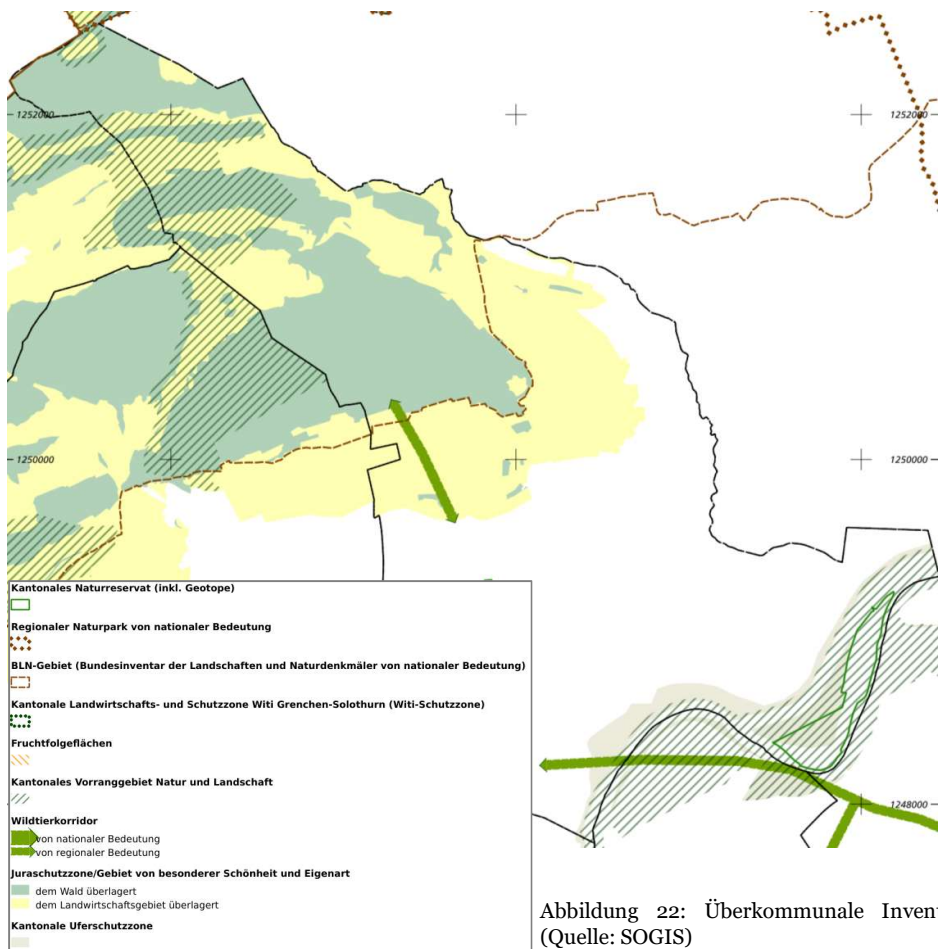 1252000
1252000
1250000
1250000
1248000
Kantonales Naturreservat (inkl. Geotope)
Regionaler Naturpark von nationaler Bedeutung
BLN-Gebiet (Bundesinventar der Landschaften und Naturdenkmäler von nationaler Bedeutung)
Kantonale Landwirtschafts- und Schutzzone Witi Grenchen-Solothurn (Witi-Schutzzone)
Fruchtfolgeflächen
Kantonales Vorranggebiet Natur und Landschaft
Wildtierkorridor
von nationaler Bedeutung
von regionaler Bedeutung
Juraschutzzone/Gebiet von besonderer Schönheit und Eigenart
dem Wald überlagert
dem Landwirtschaftsgebiet überlagert
Kantonale Uferschutzzone
Abbildung 22: Überkommunale Inven
(Quelle: SOGIS)